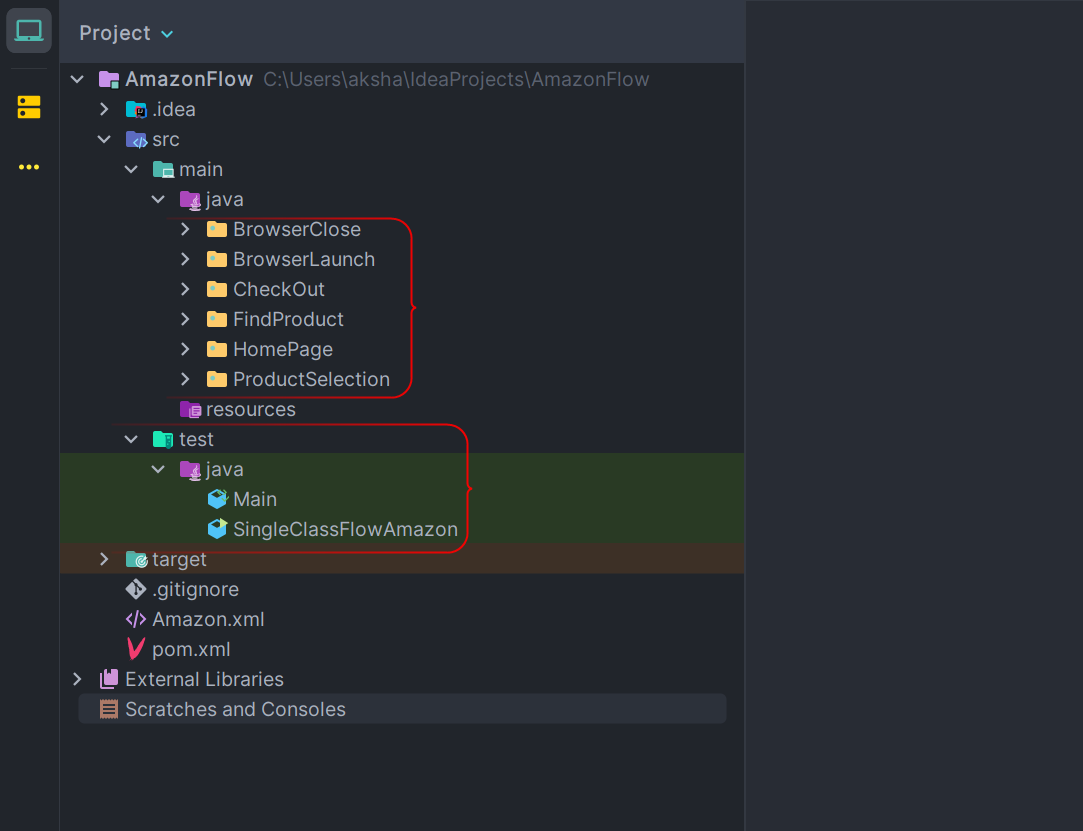 Project
AmazonFlow C:\Users\aksha\IdeaProjects\AmazonFlow
.idea
src
main
java
BrowserClose
BrowserLaunch
CheckOut
FindProduct
HomePage
ProductSelection
resources
test
java
Main
SingleClassFlowAmazon
target
.gitignore
Amazon.xml
pom.xml
External Libraries
Scratches and Consoles